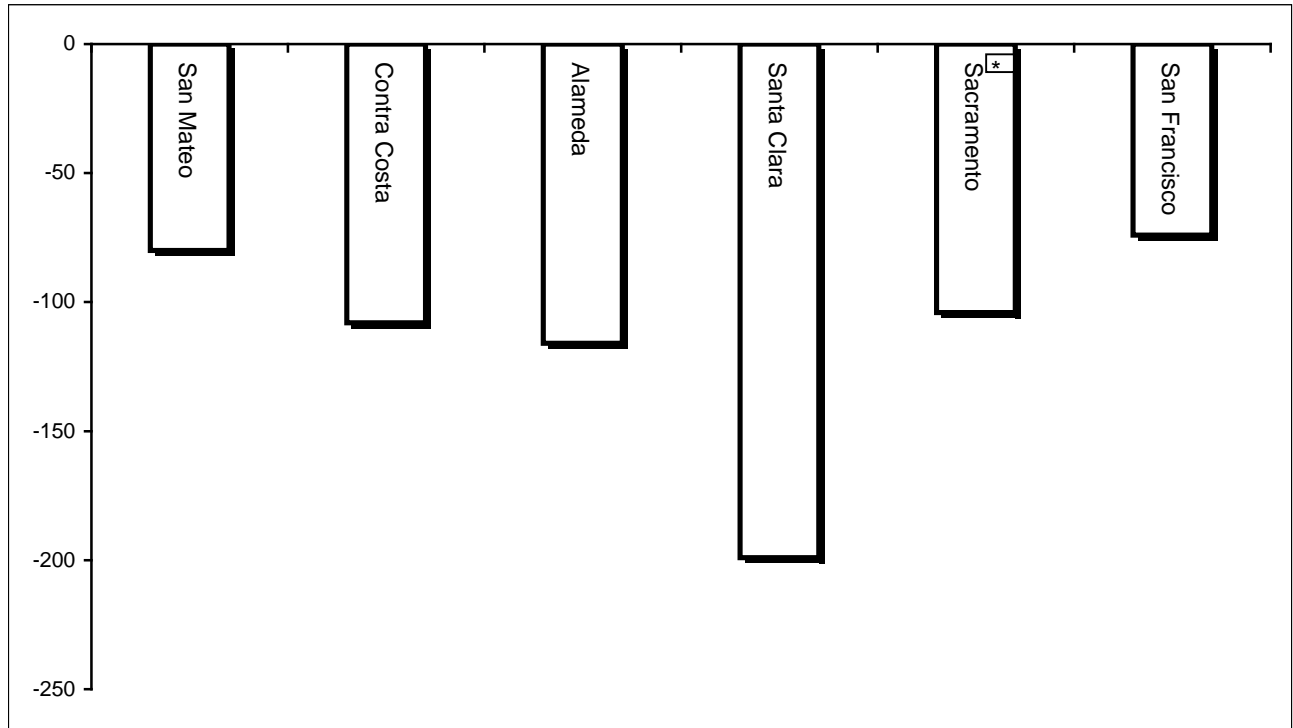 0
-50
-100
-150
-200
-250
San Mateo
Contra Costa
Alameda
Santa Clara
Sacramento
*
San Francisco